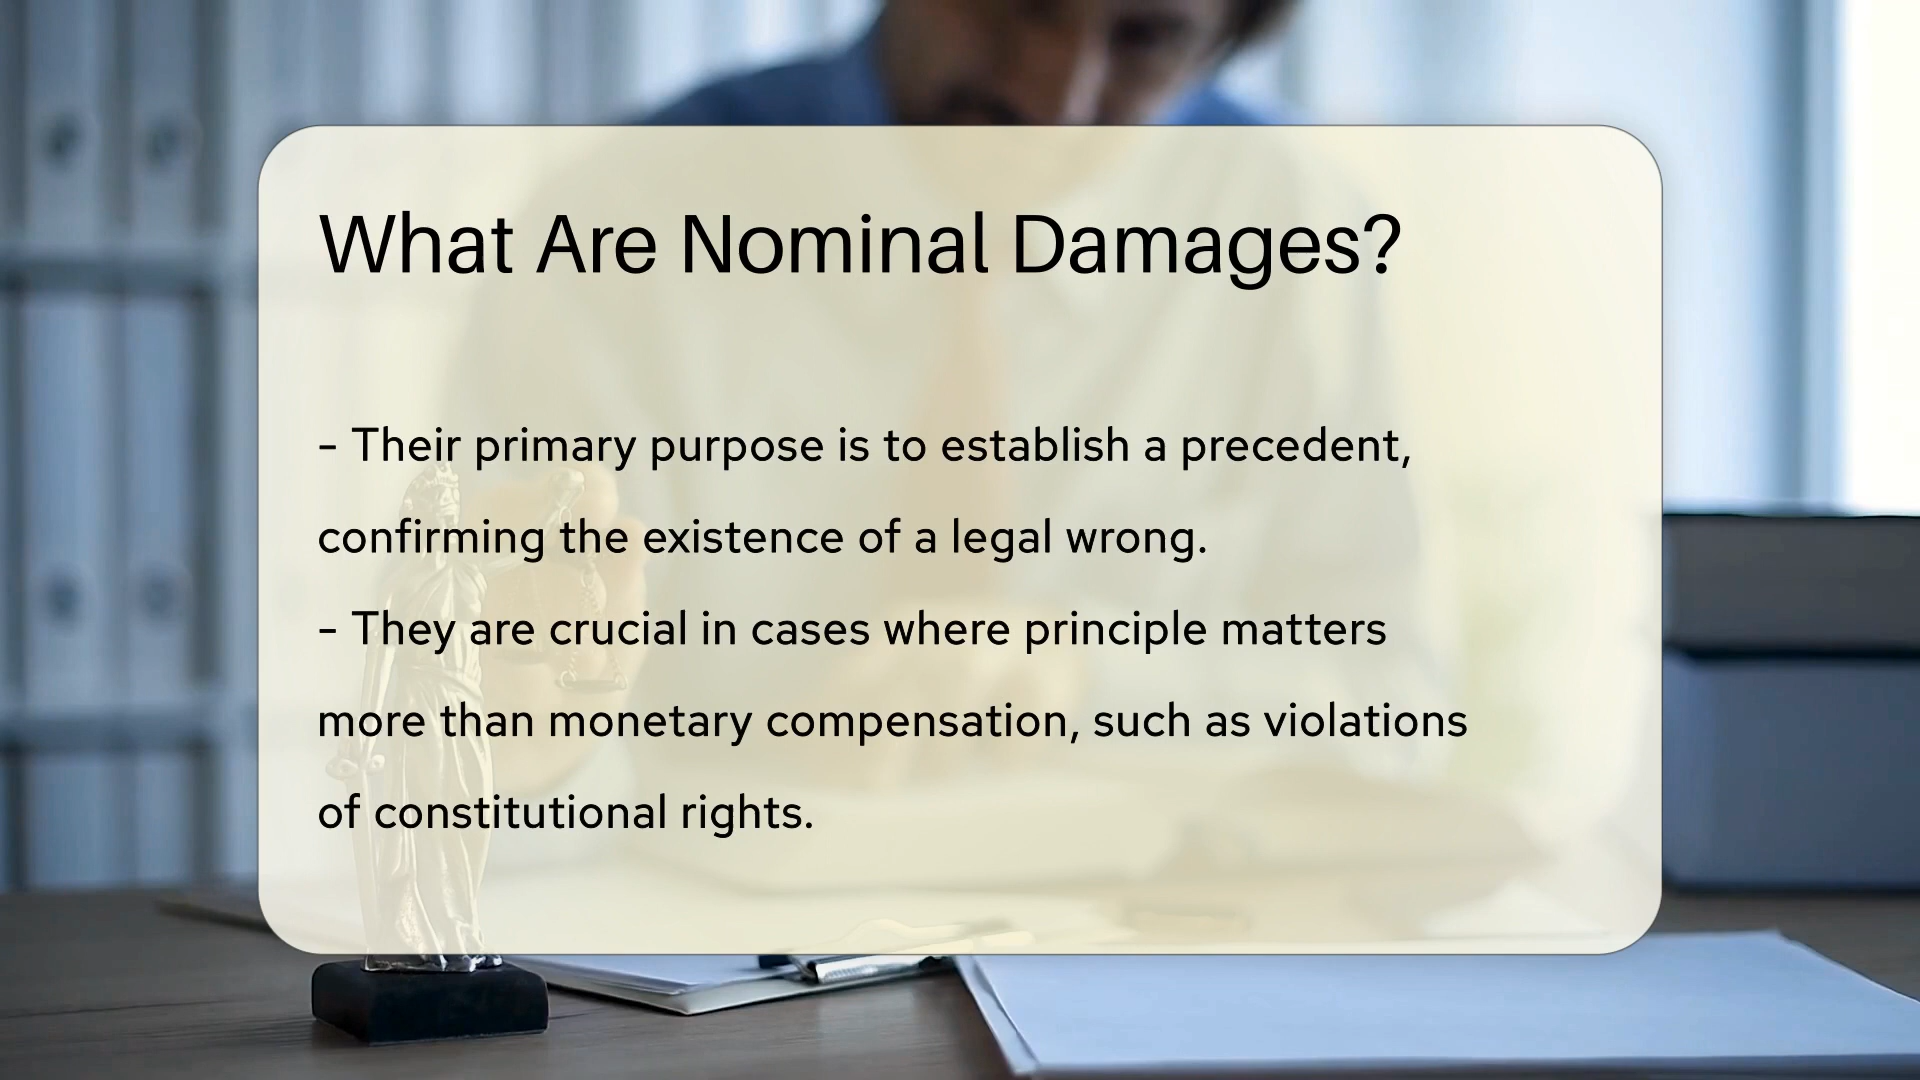 What Are Nominal Damages?
- Their primary purpose is to establish a precedent,
confirming the existence of a legal wrong.
- They are crucial in cases where principle matters
more than monetary compensation, such as violations
of constitutional rights.